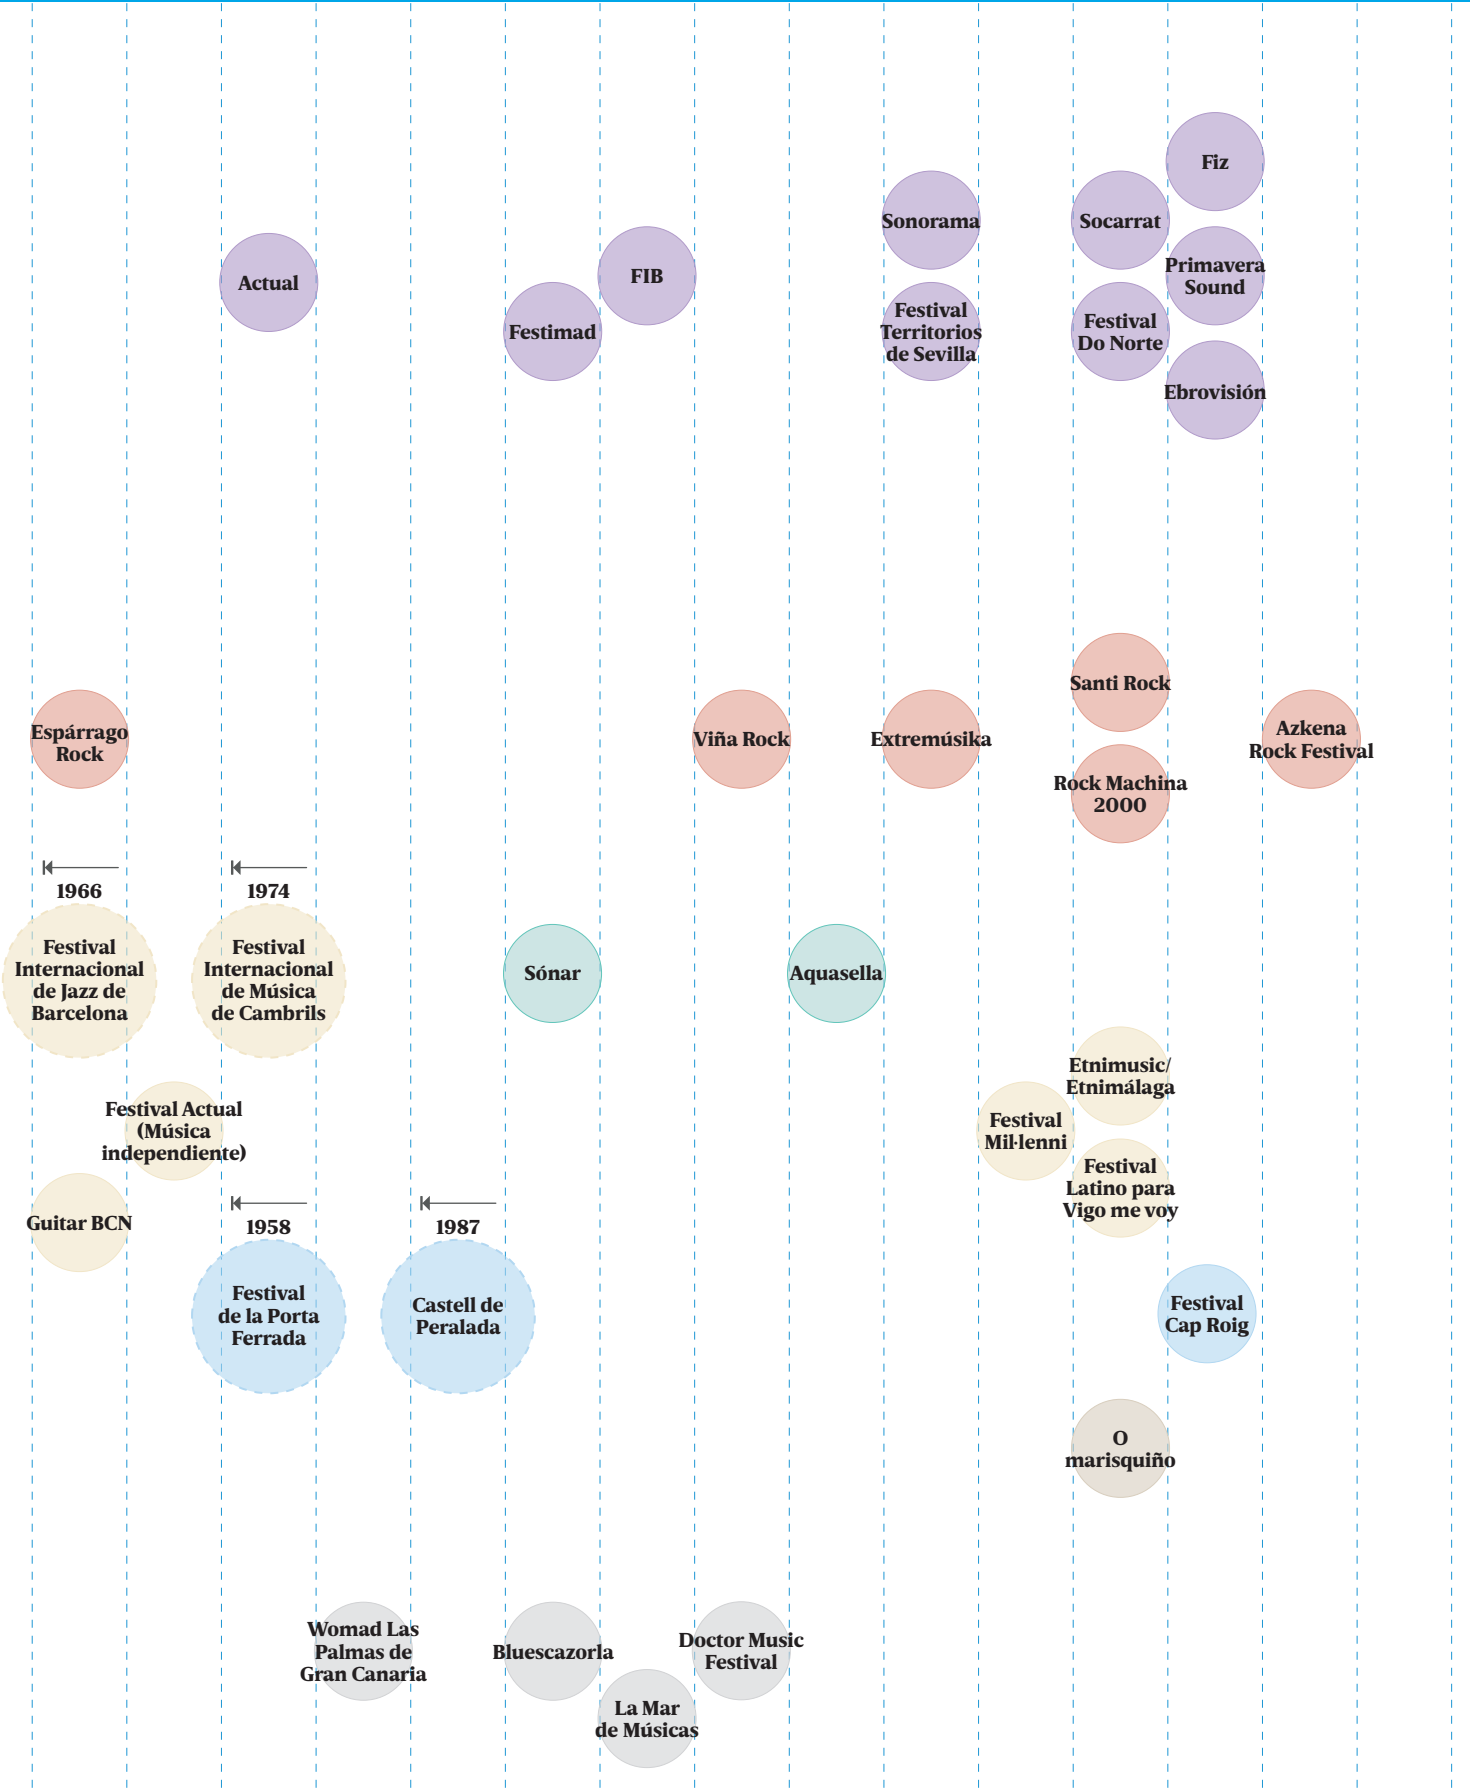 Fiz
Sonorama
Socarrat
Primavera
Sound
FIB
Actual
Festival
Territorios
de Sevilla
Festimad
Festival
Do Norte
Ebrovisión
Santi Rock
Espárrago
Rock
Viña Rock
Extremúsika
Azkena
Rock Festival
Rock Machina
2000
1966
Festival
Internacional
de Jazz de
Barcelona
1974
Festival
Internacional
de Música
de Cambrils
Sónar
Aquasella
Etnimusic/
Etnimálaga
Festival Actual
(Música
independiente)
Festival
Mil·lenni
Festival
Latino para
Vigo me voy
Guitar BCN
1958
Festival
de la Porta
Ferrada
1987
Castell de
Peralada
Festival
Cap Roig
O
marisquiño
Womad Las
Palmas de
Gran Canaria
Bluescazorla
Doctor Music
Festival
La Mar
de Músicas